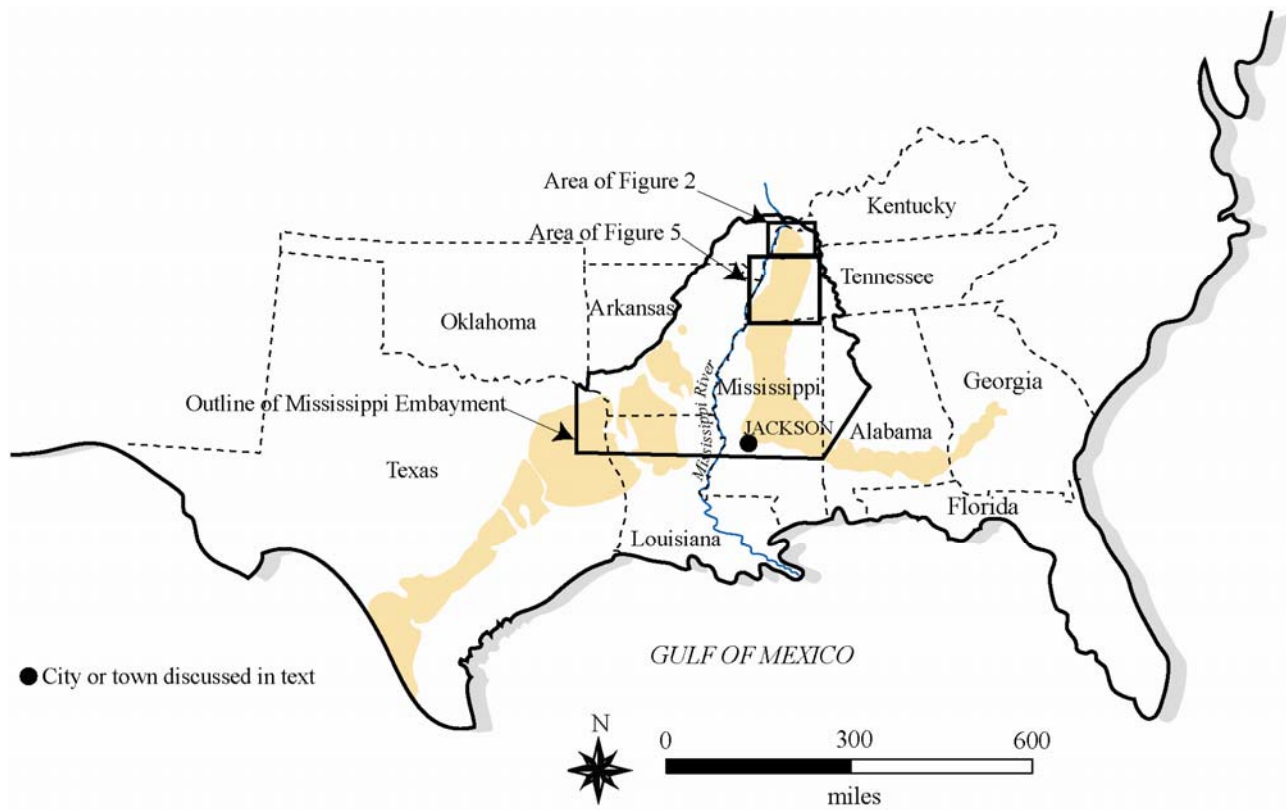 Area of Figure 2
Kentucky
Area of Figure 5
Tennessee
Arkansas
Oklahoma
Mississippi River
Mississippi
Georgia
Outline of Mississippi Embayment
JACKSON
Alabama
Texas
Florida
Louisiana
GULF OF MEXICO
City or town discussed in text
N
0 300 600
miles